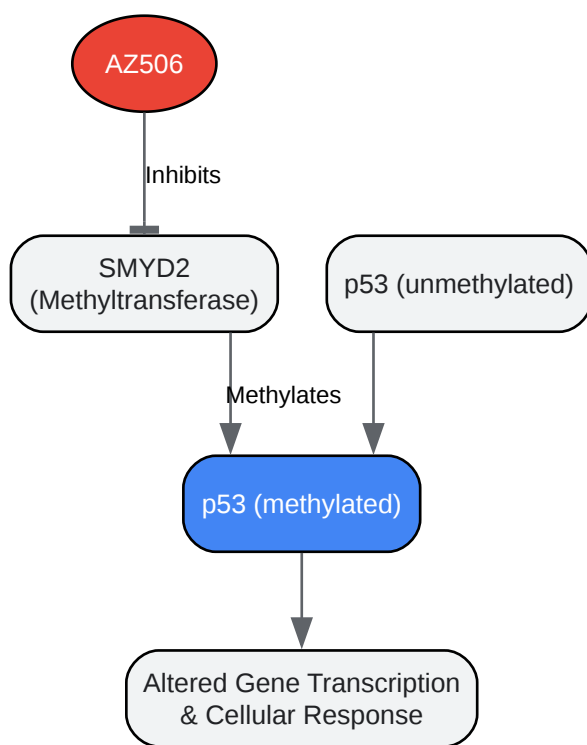 AZ506
Inhibits
SMYD2
(Methyltransferase)
p53 (unmethylated)
Methylates
p53 (methylated)
Altered Gene Transcription
& Cellular Response